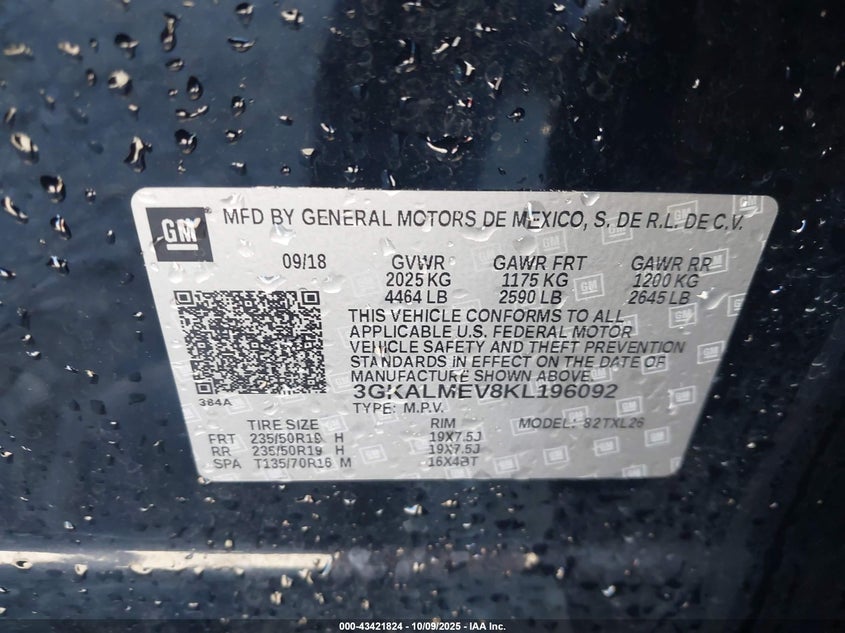 GM
MFD BY GENERAL MOTORS DE MEXICO, S. DE R.L. DE C.V.
09/18 GVWR GAWR FRT GAWR RR
2025 KG 1175 KG 1200 KG
4464 LB 2590 LB 2645 LB
THIS VEHICLE CONFORMS TO ALL
APPLICABLE U.S. FEDERAL MOTOR
VEHICLE SAFETY AND THEFT PREVENTION
STANDARDS IN EFFECT ON THE DATE OF
MANUFACTURE SHOWN ABOVE.
384A 3GKALMEV8KL196092
TYPE: M.P.V. MODEL: 82TXL26
TIRE SIZE RIM
FRT 235/50R19 H 19X7.5J
RR 235/50R19 H 19X7.5J
SPA T135/70R16 M 16X4BT
000-43421824 - 10/09/2025 - IAA Inc.